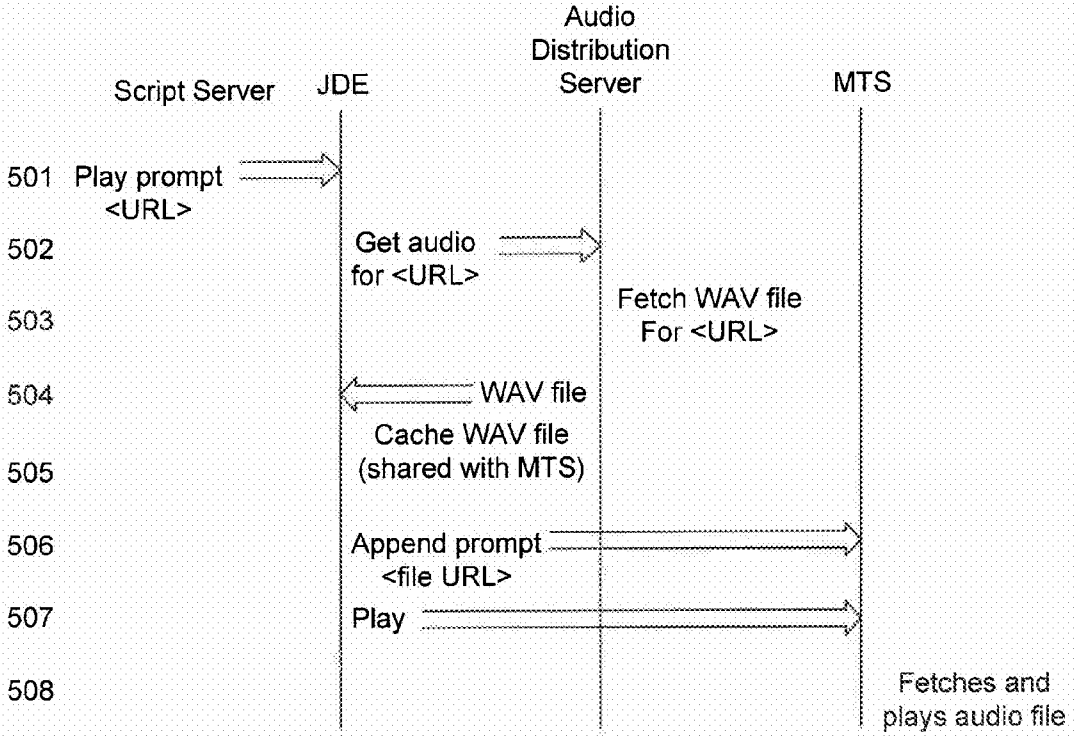 Audio
Distribution
Script Server JDE Server MTS
501 Play prompt
<URL>
502 Get audio
for <URL>
Fetch WAV file
503 For <URL>
504 WAV file
Cache WAV file
505 (shared with MTS)
506 Append prompt
<file URL>
507 Play
508 Fetches and
plays audio file